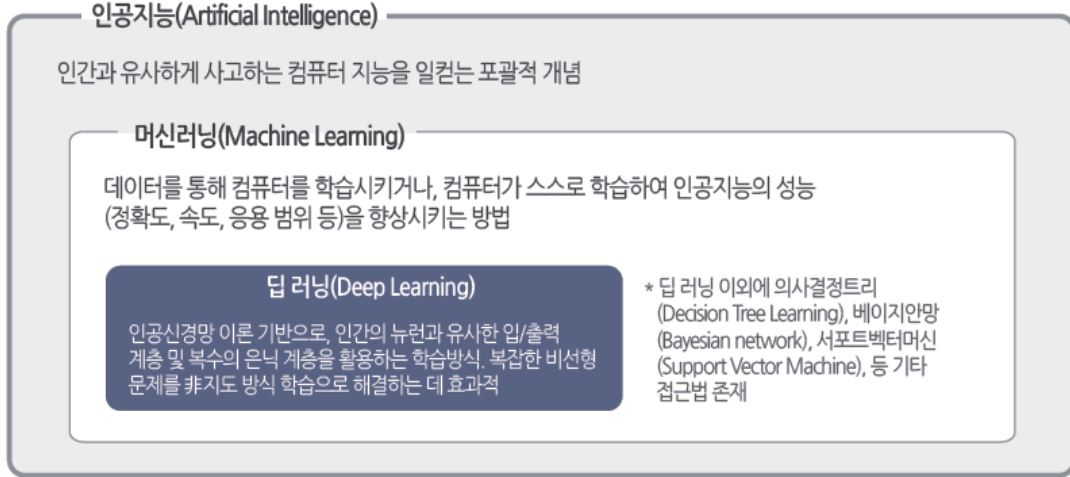 인공지능(Artificial Intelligence)
인간과 유사하게 사고하는 컴퓨터 지능을 일컫는 포괄적 개념
머신러닝(Machine Learning)
데이터를 통해 컴퓨터를 학습시키거나, 컴퓨터가 스스로 학습하여 인공지능의 성능
(정확도, 속도, 응용 범위 등)을 향상시키는 방법
딥 러닝(Deep Learning)
인공신경망 이론 기반으로, 인간의 뉴런과 유사한 입/출력
계층 및 복수의 은닉 계층을 활용하는 학습방식. 복잡한 비선형
문제를 非지도 방식 학습으로 해결하는 데 효과적
* 딥 러닝 이외에 의사결정트리
(Decision Tree Learning), 베이지안망
(Bayesian network), 서포트벡터머신
(Support Vector Machine), 등 기타
접근법 존재